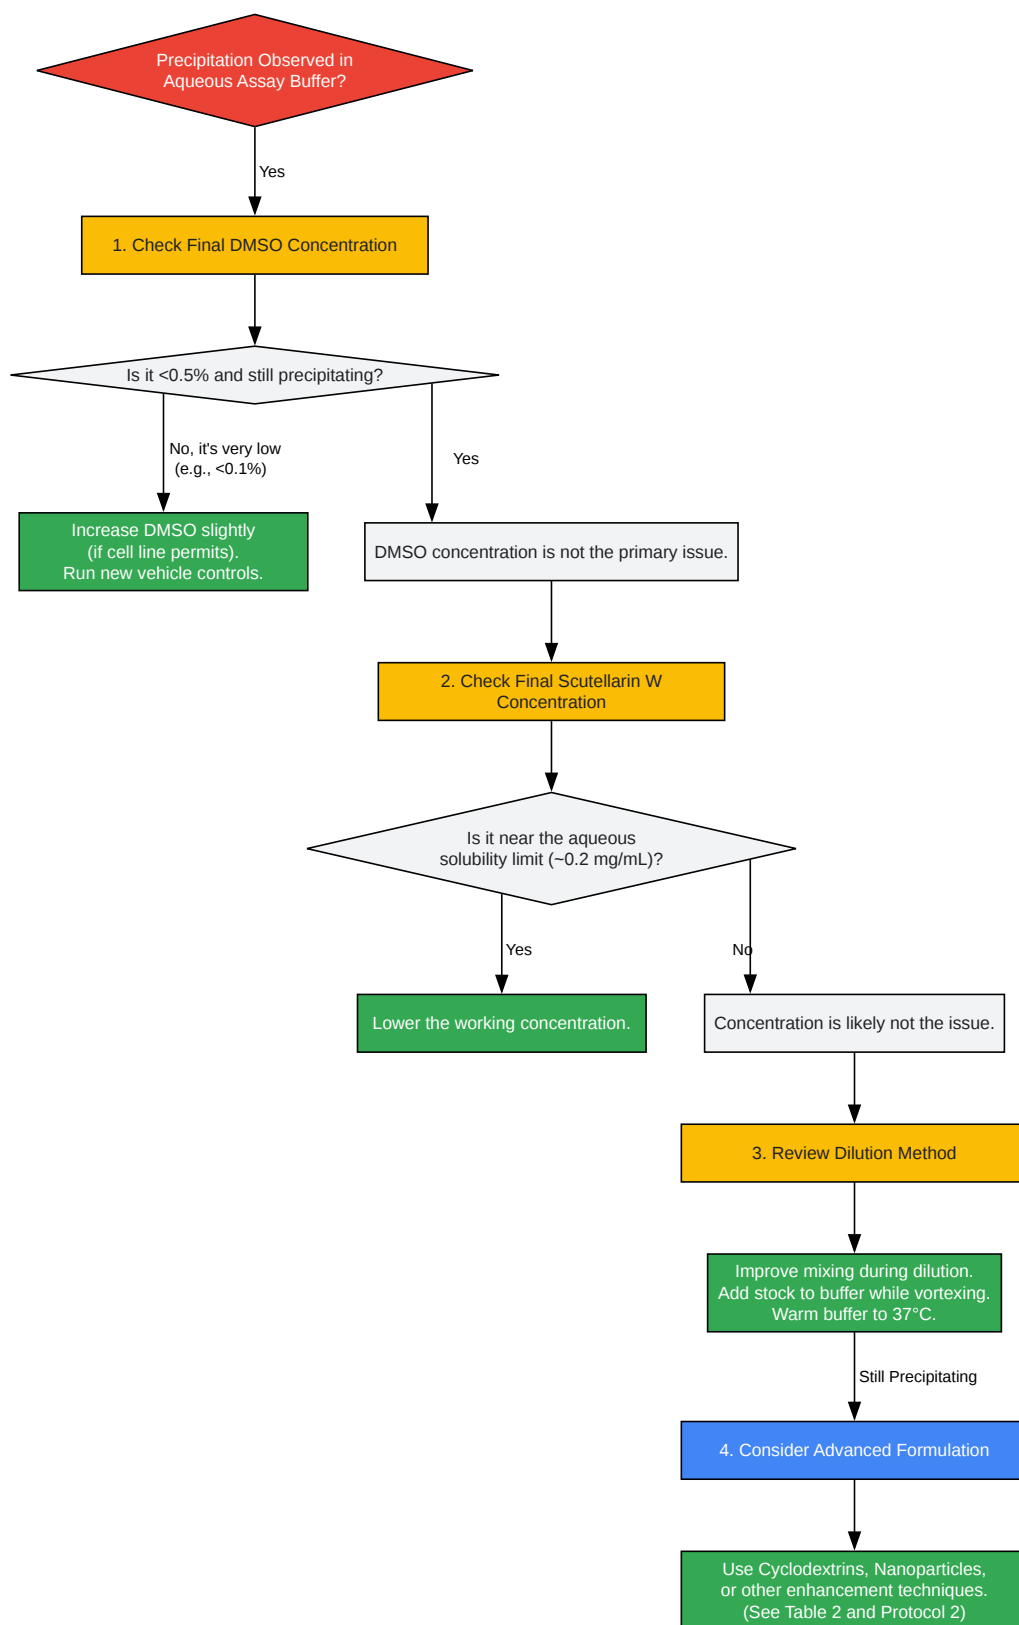 Precipitation Observed in
Aqueous Assay Buffer?
Yes
1. Check Final DMSO Concentration
Is it <0.5% and still precipitating?
No, it's very low
(e.g., <0.1%)
Yes
Increase DMSO slightly
(if cell line permits).
Run new vehicle controls.
DMSO concentration is not the primary issue.
2. Check Final Scutellarin W
Concentration
Is it near the aqueous
solubility limit (~0.2 mg/mL)?
Yes
No
Lower the working concentration.
Concentration is likely not the issue.
3. Review Dilution Method
Improve mixing during dilution.
Add stock to buffer while vortexing.
Warm buffer to 37°C.
Still Precipitating
4. Consider Advanced Formulation
Use Cyclodextrins, Nanoparticles,
or other enhancement techniques.
(See Table 2 and Protocol 2)